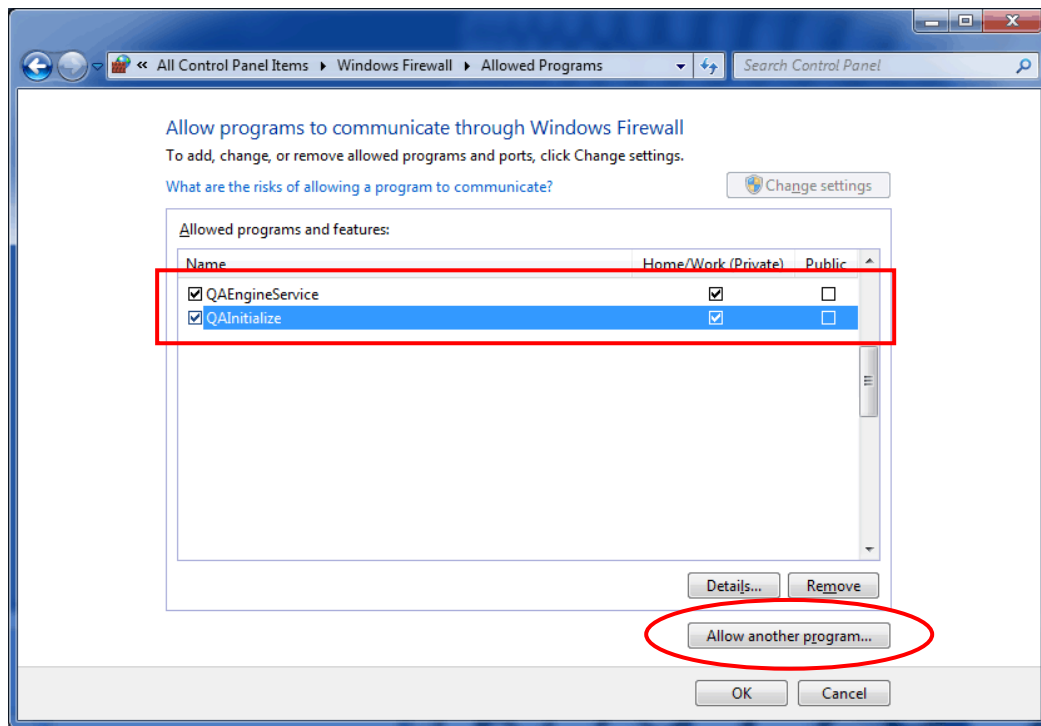 « All Control Panel Items ▸ Windows Firewall ▸ Allowed Programs Search Control Panel
Allow programs to communicate through Windows Firewall
To add, change, or remove allowed programs and ports, click Change settings.
What are the risks of allowing a program to communicate? Change settings
Allowed programs and features:
Name Home/Work (Private) Public
QAEngineService
QAInitialize
Details... Remove
Allow another program...
OK Cancel